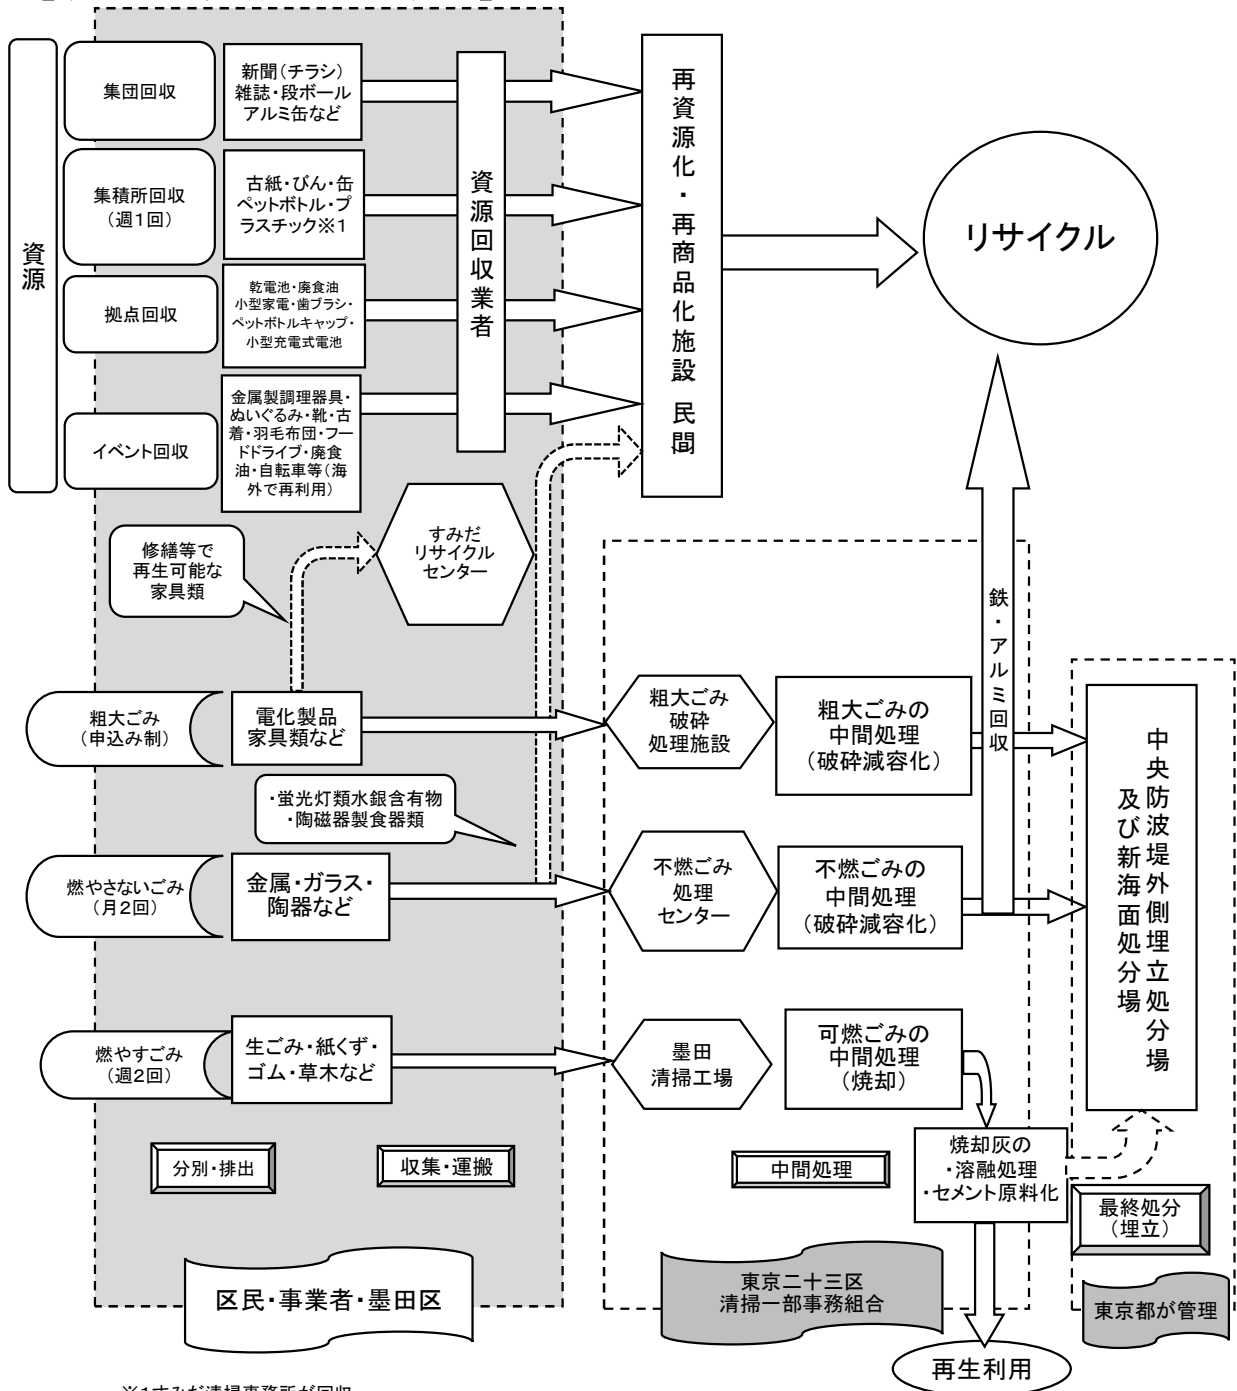 資源
集団回収
新聞(チラシ)
雑誌・段ボール
アルミ缶など
集積所回収
(週1回)
古紙・びん・缶
ペットボトル・プ
ラスチック※1
拠点回収
乾電池・廃食油
小型家電・歯ブラシ・
ペットボトルキャップ・
小型充電式電池
イベント回収
金属製調理器具・
ぬいぐるみ・靴・古
着・羽毛布団・フー
ドドライブ・廃食
油・自転車等(海
外で再利用)
資源回収業者
再資源化・再商品化施設 民間
リサイクル
修繕等で
再生可能な
家具類
すみだ
リサイクル
センター
鉄・アルミ回収
粗大ごみ
(申込み制)
電化製品
家具類など
粗大ごみ
破砕
処理施設
粗大ごみの
中間処理
(破砕減容化)
中央防波堤外側埋立処分場
及び新海面処分場
・蛍光灯類水銀含有物
・陶磁器製食器類
燃やさないごみ
(月2回)
金属・ガラス・
陶器など
不燃ごみ
処理
センター
不燃ごみの
中間処理
(破砕減容化)
燃やすごみ
(週2回)
生ごみ・紙くず・
ゴム・草木など
墨田
清掃工場
可燃ごみの
中間処理
(焼却)
焼却灰の
・溶融処理
・セメント原料化
分別・排出
収集・運搬
中間処理
最終処分
(埋立)
区民・事業者・墨田区
東京二十三区
清掃一部事務組合
東京都が管理
再生利用
※1すみだ清掃事務所が回収